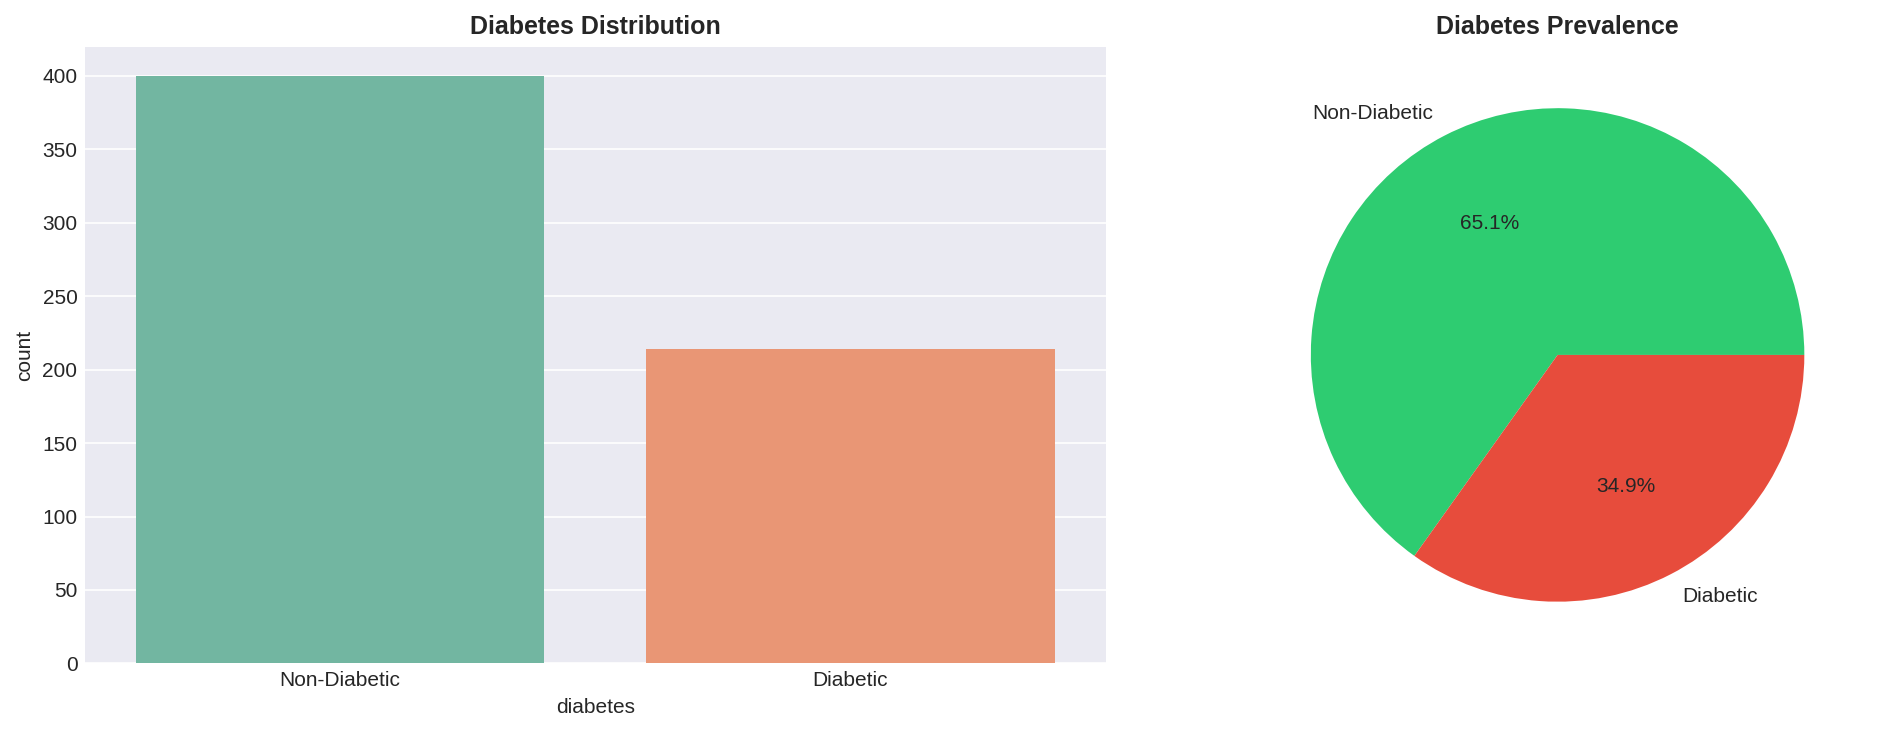 Diabetes Distribution
400
350
300
250
200
150
100
50
0
count
Non-Diabetic
Diabetic
diabetes
Diabetes Prevalence
Non-Diabetic
65.1%
34.9%
Diabetic